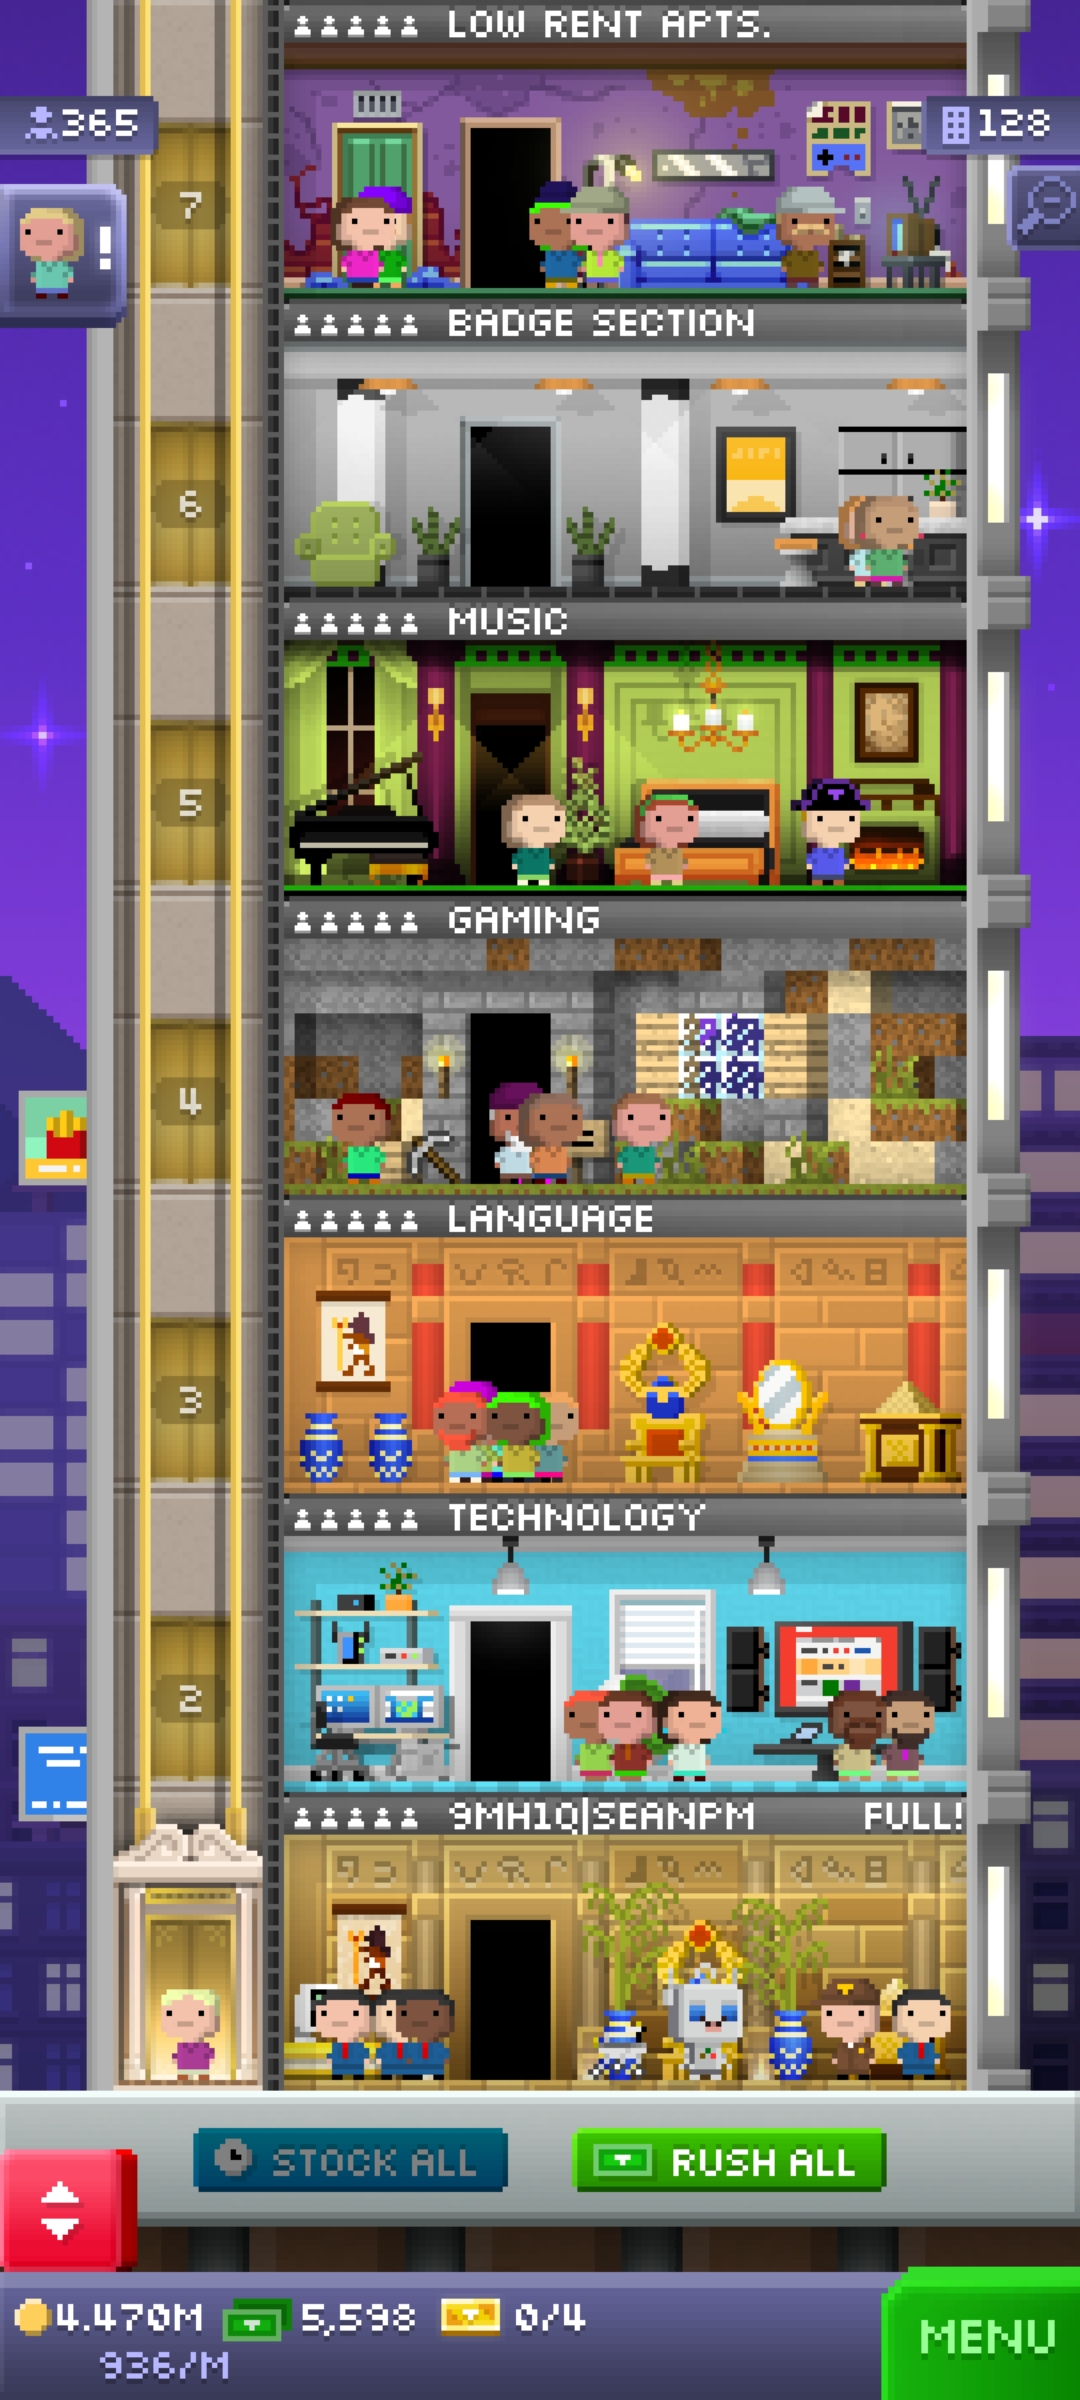 LOW RENT APTS.
365
128
7
!
BADGE SECTION
6
MUSIC
5
GAMING
4
LANGUAGE
3
TECHNOLOGY
2
9MH1Q|SEANPM FULL!
STOCK ALL
RUSH ALL
4.470M 5,598 0/4
936/M
MENU